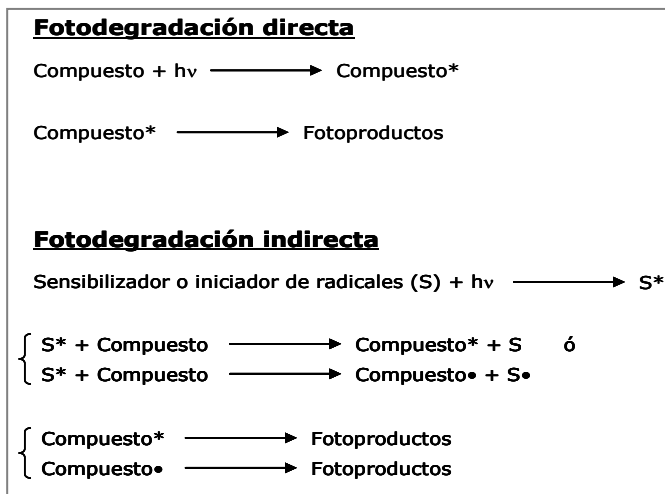 Fotodegradación directa
Compuesto + hν ⟶ Compuesto*
Compuesto* ⟶ Fotoproductos
Fotodegradación indirecta
Sensibilizador o iniciador de radicales (S) + hν ⟶ S*
S* + Compuesto ⟶ Compuesto* + S ó
S* + Compuesto ⟶ Compuesto• + S•
Compuesto* ⟶ Fotoproductos
Compuesto• ⟶ Fotoproductos